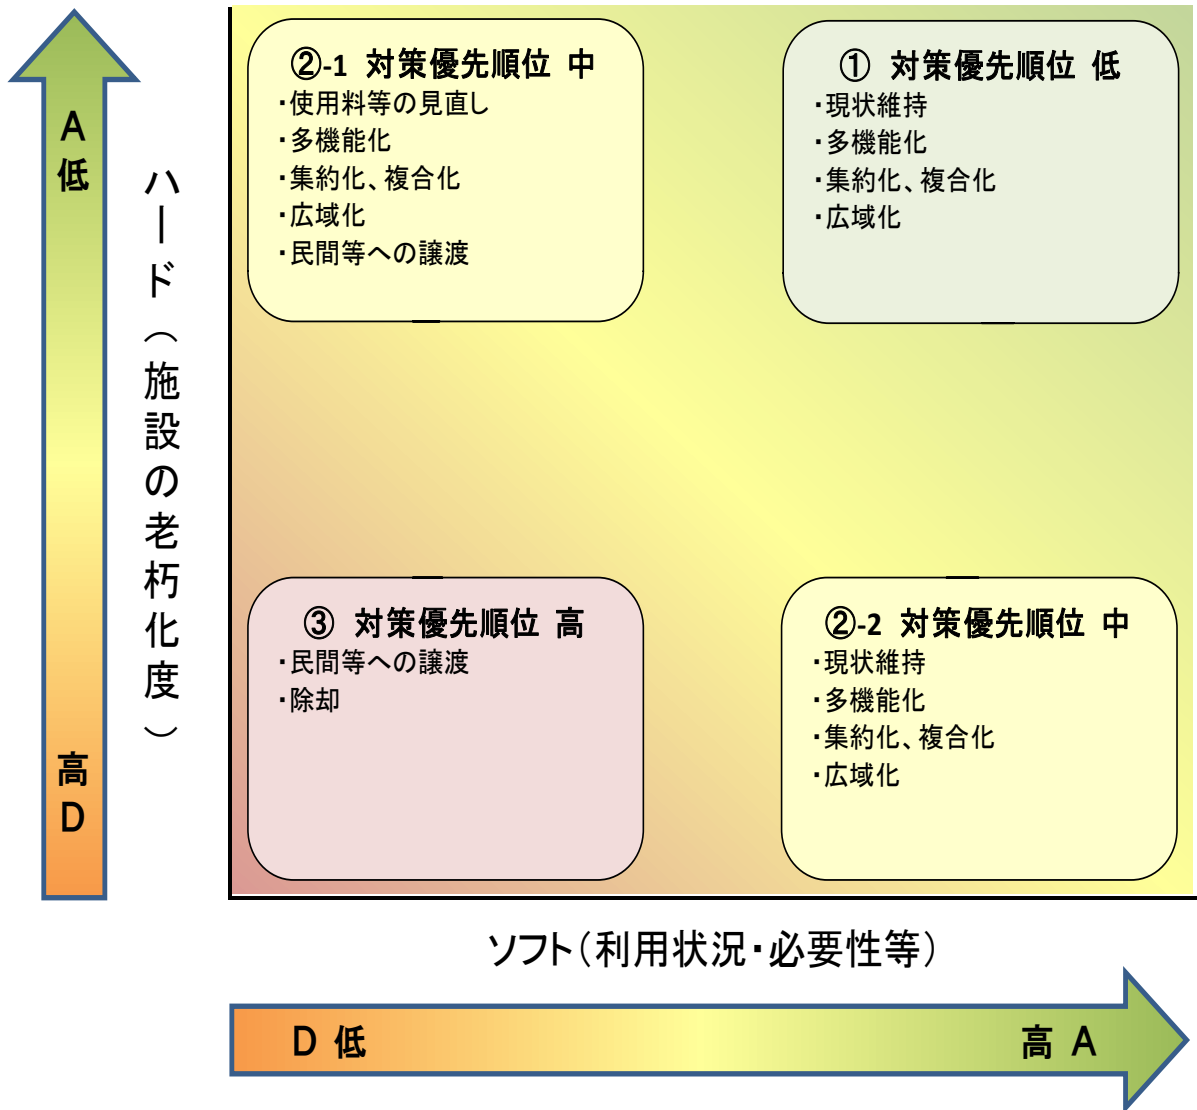 ②-1 対策優先順位 中
・使用料等の見直し
・多機能化
・集約化、複合化
・広域化
・民間等への譲渡
① 対策優先順位 低
・現状維持
・多機能化
・集約化、複合化
・広域化
A
低
ハード（施設の老朽化度）
高
D
③ 対策優先順位 高
・民間等への譲渡
・除却
②-2 対策優先順位 中
・現状維持
・多機能化
・集約化、複合化
・広域化
ソフト（利用状況・必要性等）
D 低
高 A